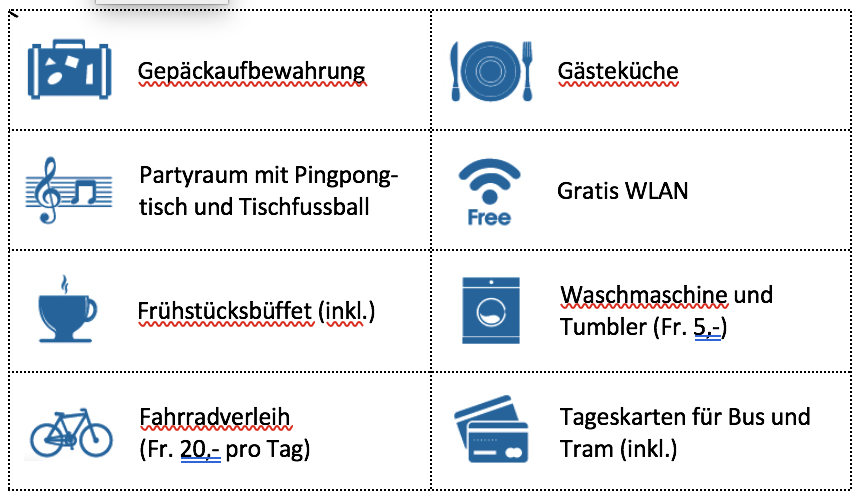 Gepäckaufbewahrung
Gästeküche
Partyraum mit Pingpong-
tisch und Tischfussball
Free
Gratis WLAN
Frühstücksbüffet (inkl.)
Waschmaschine und
Tumbler (Fr. 5,-)
Fahrradverleih
(Fr. 20,- pro Tag)
Tageskarten für Bus und
Tram (inkl.)